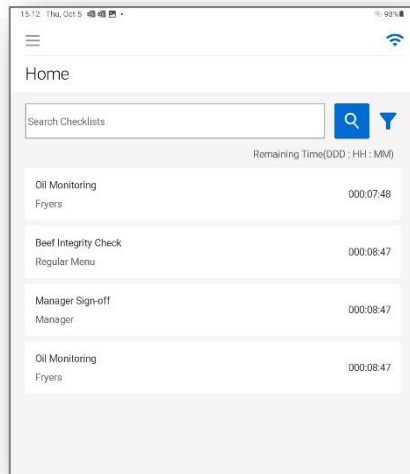 15:12 Thu, Oct 5
98%
Home
Search Checklists
Remaining Time(DDD : HH : MM)
Oil Monitoring
Fryers
000:07:48
Beef Integrity Check
Regular Menu
000:08:47
Manager Sign-off
Manager
000:08:47
Oil Monitoring
Fryers
000:08:47